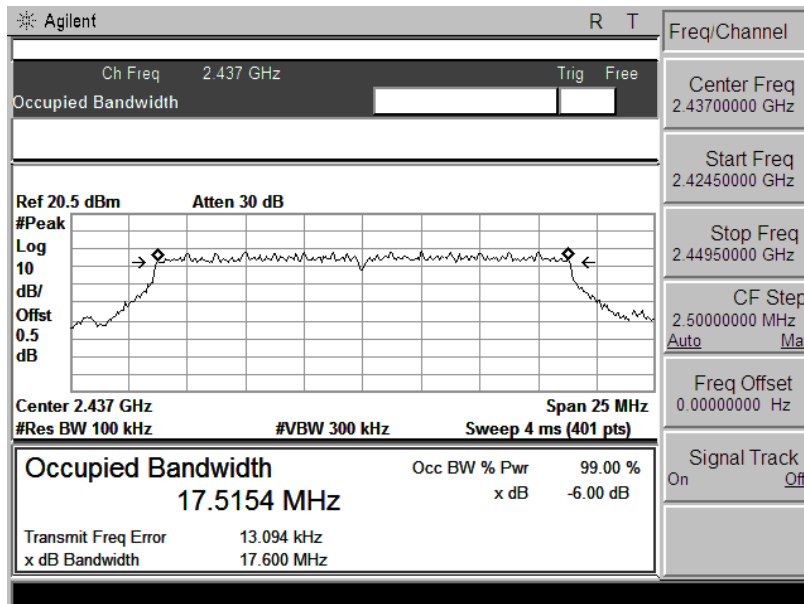 Agilent R T
Ch Freq 2.437 GHz Trig Free
Occupied Bandwidth
Ref 20.5 dBm Atten 30 dB
#Peak
Log
10
dB/
Offst
0.5
dB
Center 2.437 GHz Span 25 MHz
#Res BW 100 kHz #VBW 300 kHz Sweep 4 ms (401 pts)
Occupied Bandwidth Occ BW % Pwr 99.00 %
17.5154 MHz x dB -6.00 dB
Transmit Freq Error 13.094 kHz
x dB Bandwidth 17.600 MHz
Freq/Channel
Center Freq
2.43700000 GHz
Start Freq
2.42450000 GHz
Stop Freq
2.44950000 GHz
CF Step
2.50000000 MHz
Auto Ma
Freq Offset
0.00000000 Hz
Signal Track
On Off